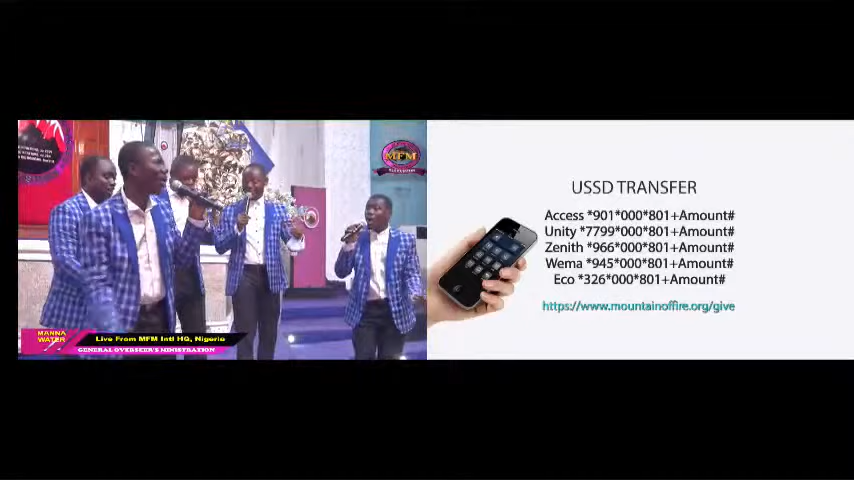 MFM
MANNA
WATER
Live From MFM Intl HQ, Nigeria
GENERAL OVERSEER'S MINISTRATION
USSD TRANSFER
Access *901*000*801+Amount#
Unity *7799*000*801+Amount#
Zenith *966*000*801+Amount#
Wema *945*000*801+Amount#
Eco *326*000*801+Amount#
https://www.mountainoffire.org/give